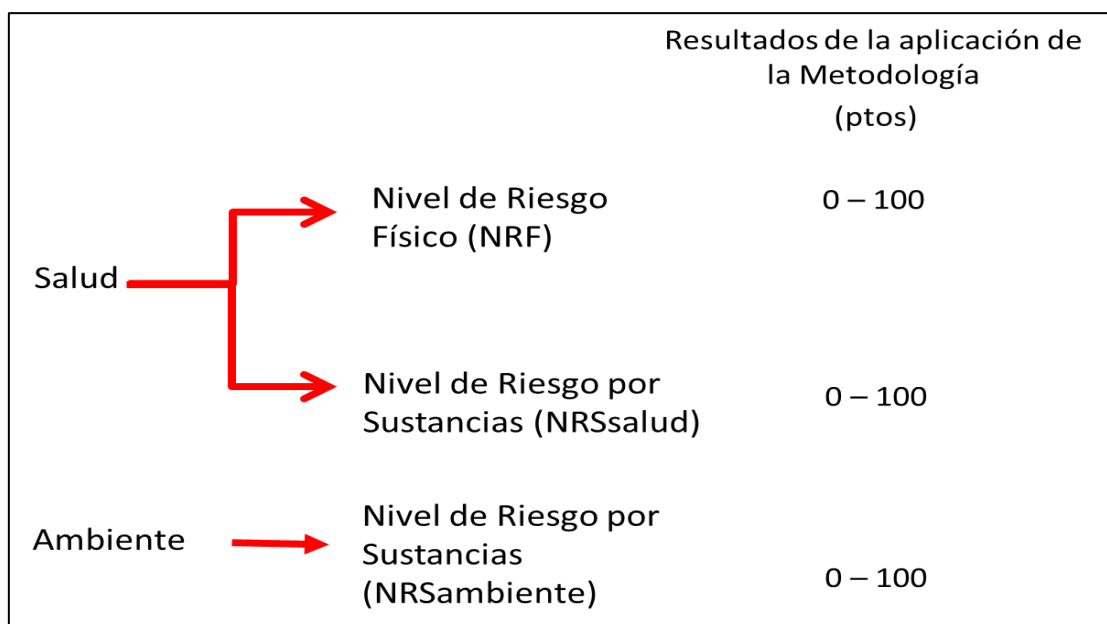 Resultados de la aplicación de
la Metodología
(ptos)
Nivel de Riesgo
Físico (NRF)
0 – 100
Salud
Nivel de Riesgo por
Sustancias (NRSsalud)
0 – 100
Ambiente
Nivel de Riesgo por
Sustancias
(NRSambiente)
0 – 100